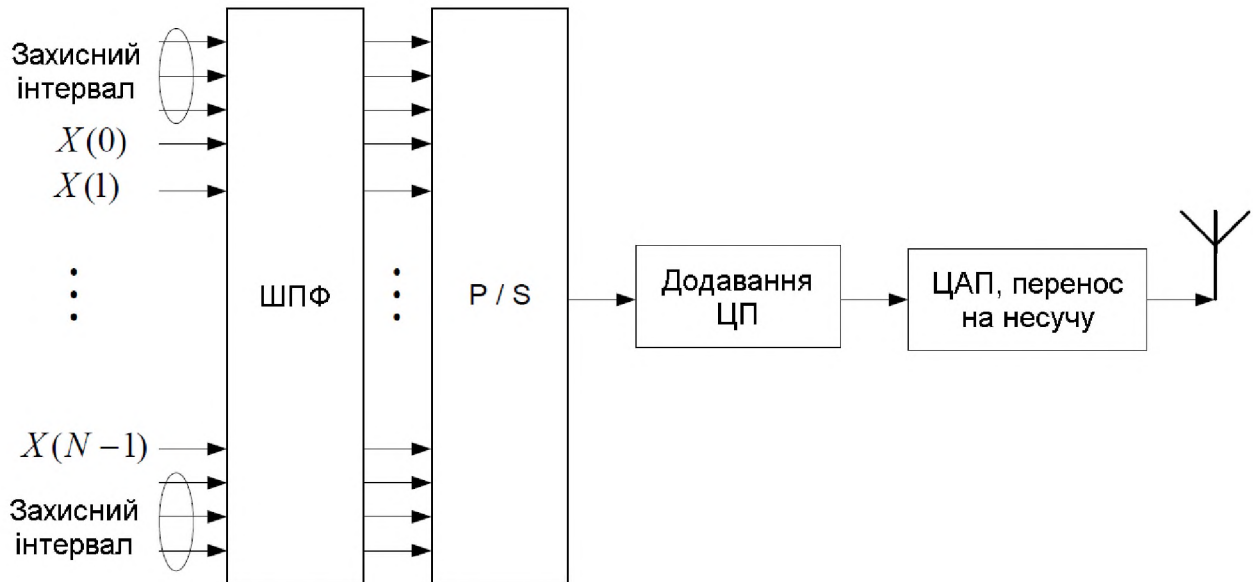 Захисний
інтервал
X(0)
X(1)
X(N−1)
Захисний
інтервал
ШПФ
P / S
Додавання
ЦП
ЦАП, перенос
на несучу